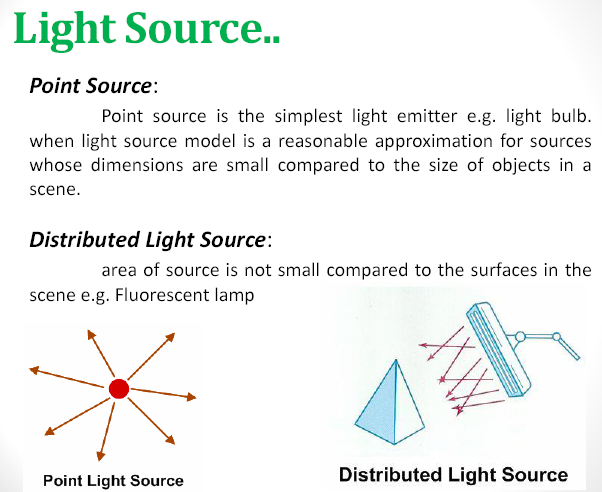 Light Source..
Point Source:
Point source is the simplest light emitter e.g. light bulb.
when light source model is a reasonable approximation for sources
whose dimensions are small compared to the size of objects in a
scene.
Distributed Light Source:
area of source is not small compared to the surfaces in the
scene e.g. Fluorescent lamp
Point Light Source
Distributed Light Source